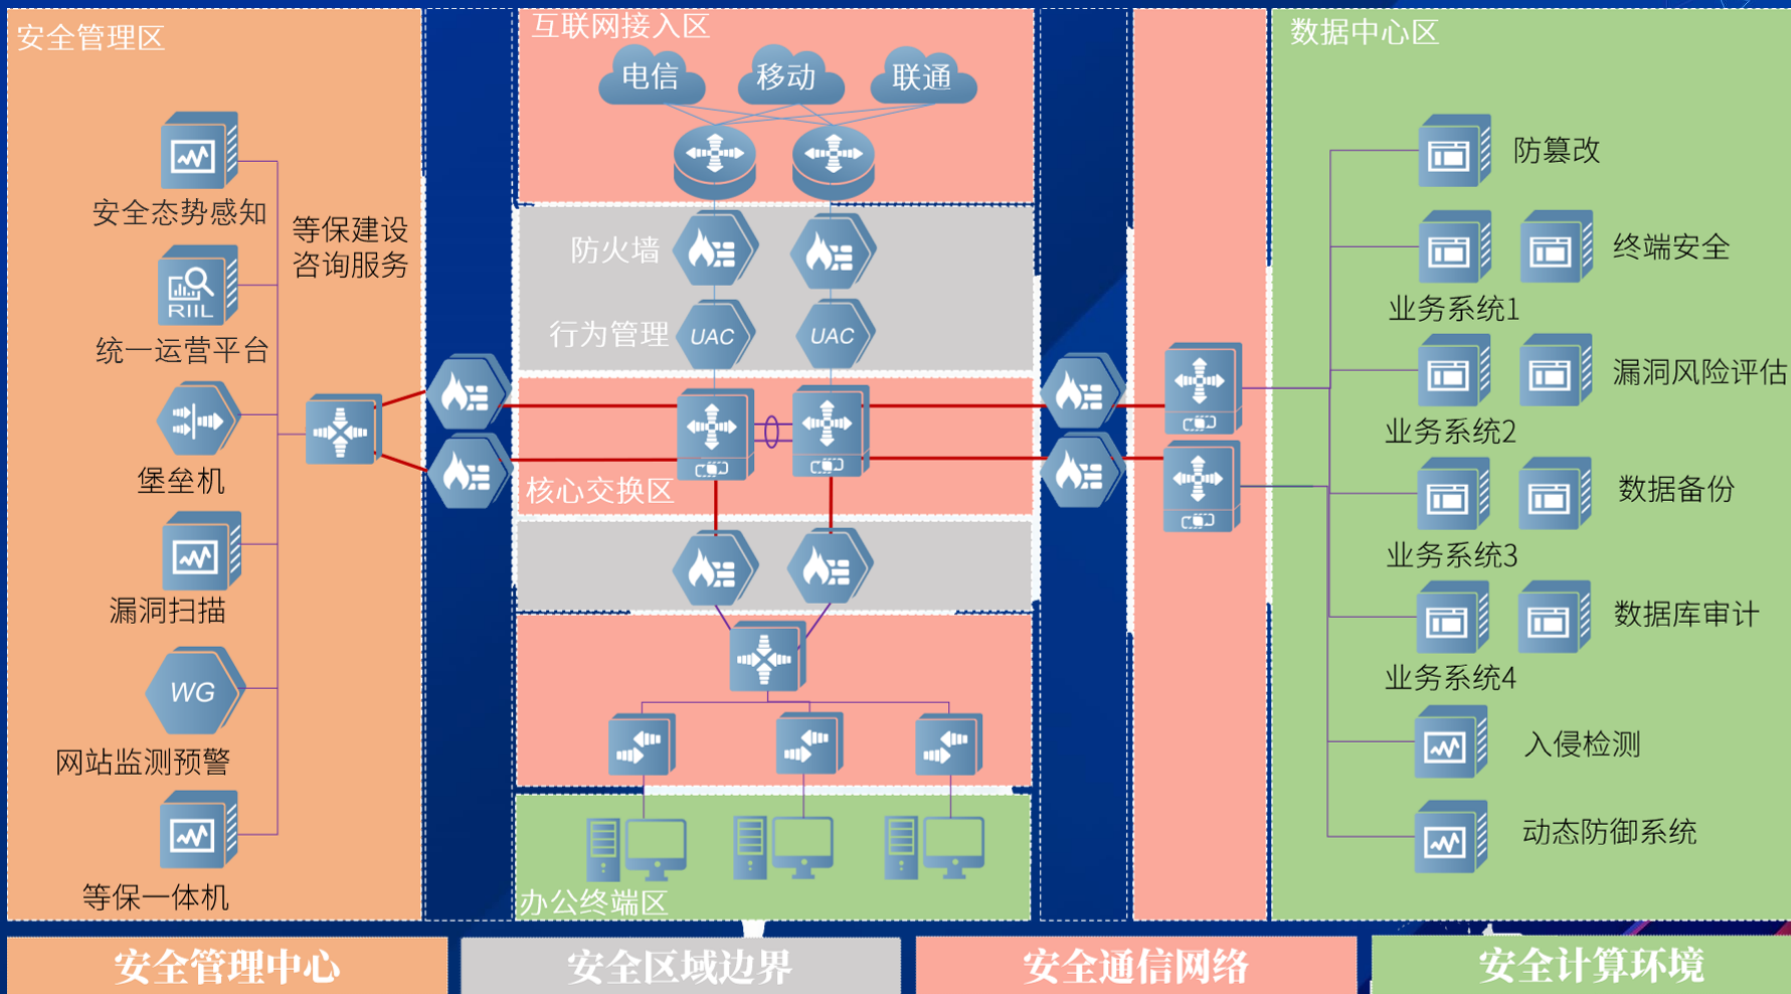 安全管理区
安全态势感知
等保建设
咨询服务
RIIL
统一运营平台
堡垒机
漏洞扫描
WG
网站监测预警
等保一体机
互联网接入区
电信
移动
联通
防火墙
行为管理
UAC
UAC
核心交换区
办公终端区
数据中心区
防篡改
终端安全
业务系统1
漏洞风险评估
业务系统2
数据备份
业务系统3
数据库审计
业务系统4
入侵检测
动态防御系统
安全管理中心
安全区域边界
安全通信网络
安全计算环境